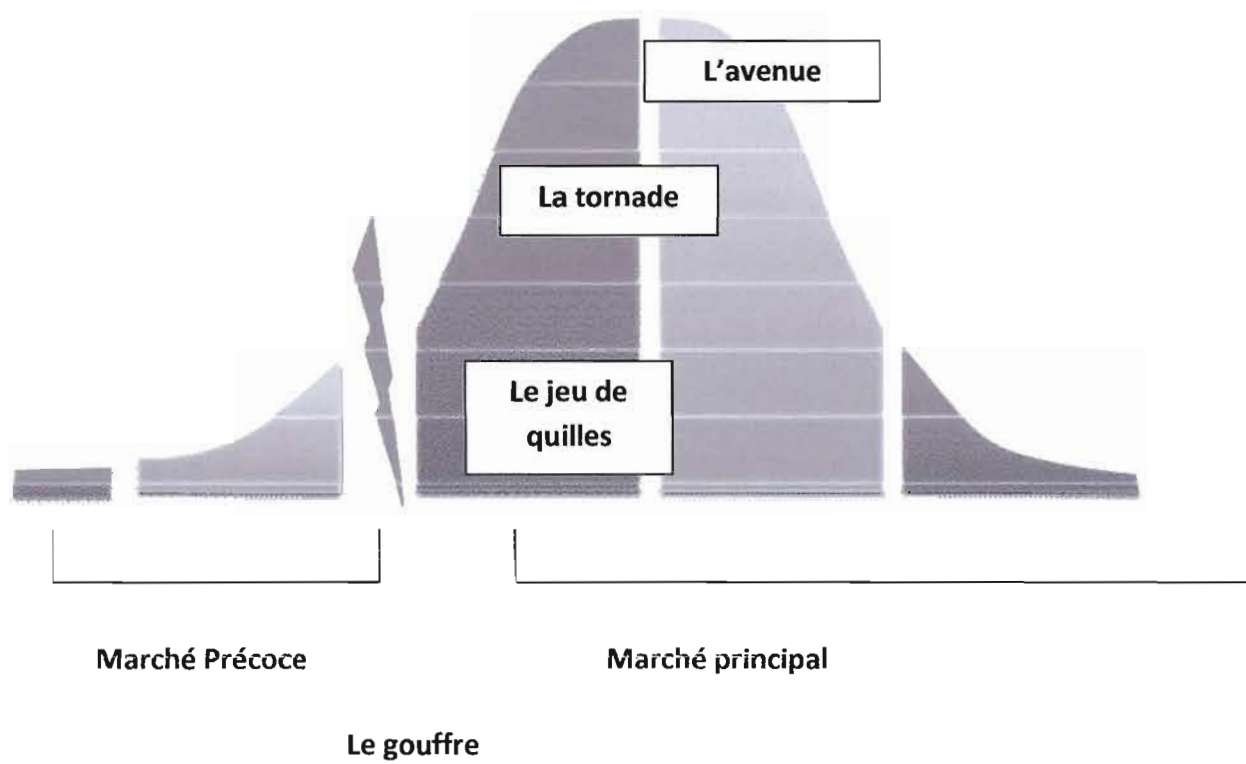 L’avenue
La tornade
Le jeu de
quilles
Marché Précoce
Marché principal
Le gouffre